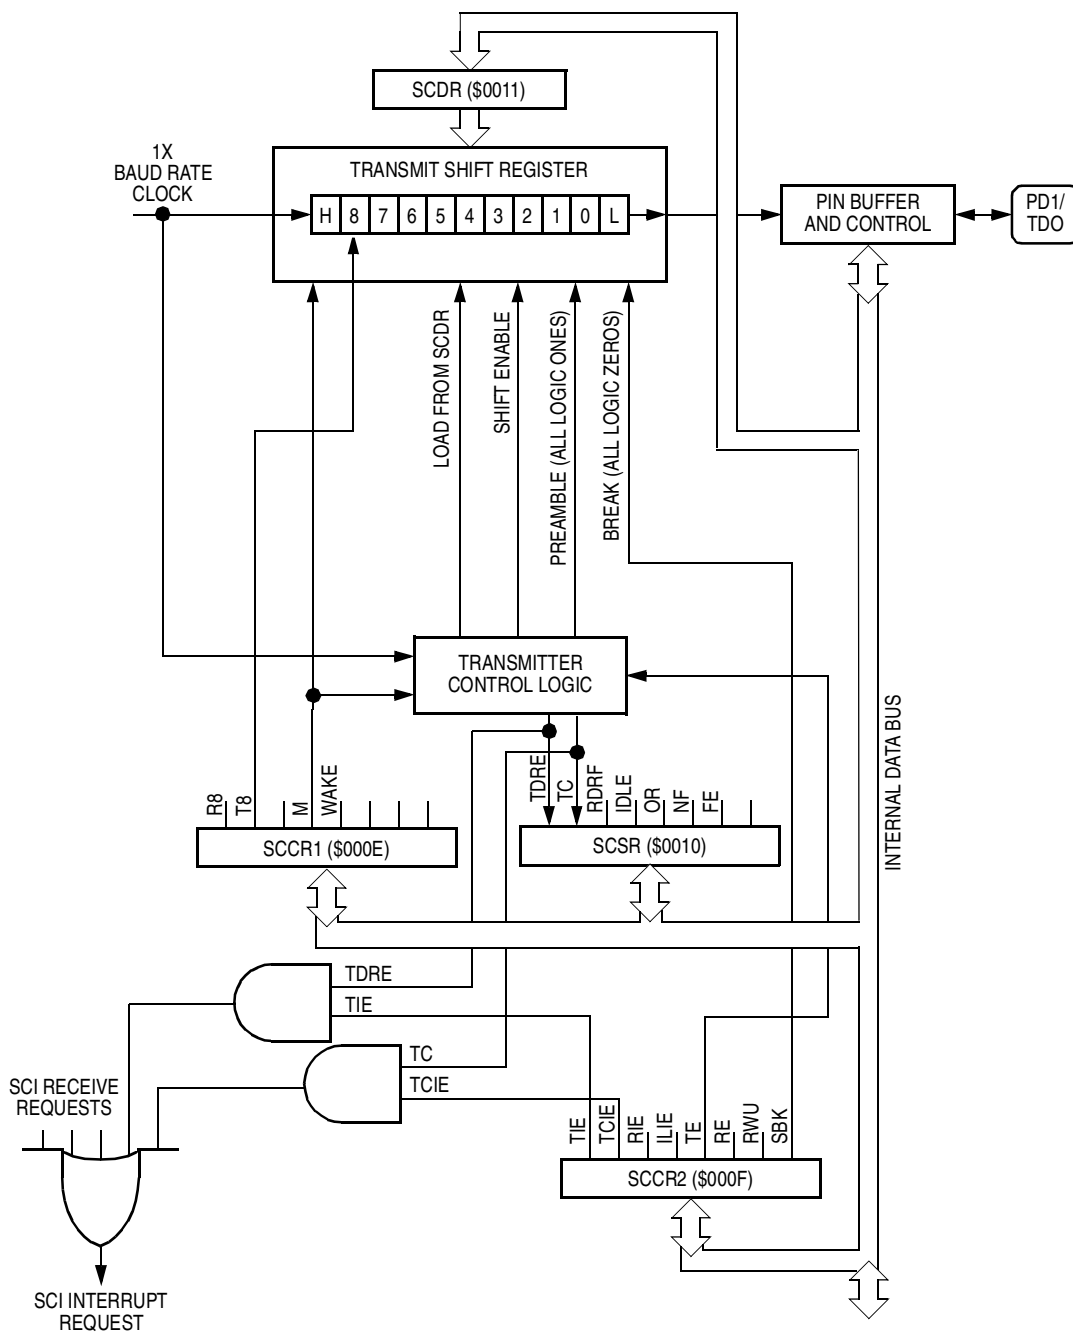 SCDR ($0011)
1X
BAUD RATE
CLOCK
TRANSMIT SHIFT REGISTER
H 8 7 6 5 4 3 2 1 0 L
PIN BUFFER
AND CONTROL
PD1/
TDO
LOAD FROM SCDR
SHIFT ENABLE
PREAMBLE (ALL LOGIC ONES)
BREAK (ALL LOGIC ZEROS)
TRANSMITTER
CONTROL LOGIC
INTERNAL DATA BUS
R8
T8
M
WAKE
SCCR1 ($000E)
TDRE
TC
RDRF
IDLE
OR
NF
FE
SCSR ($0010)
TDRE
TIE
TC
TCIE
SCI RECEIVE
REQUESTS
TIE
TCIE
RIE
ILIE
TE
RE
RWU
SBK
SCCR2 ($000F)
SCI INTERRUPT
REQUEST